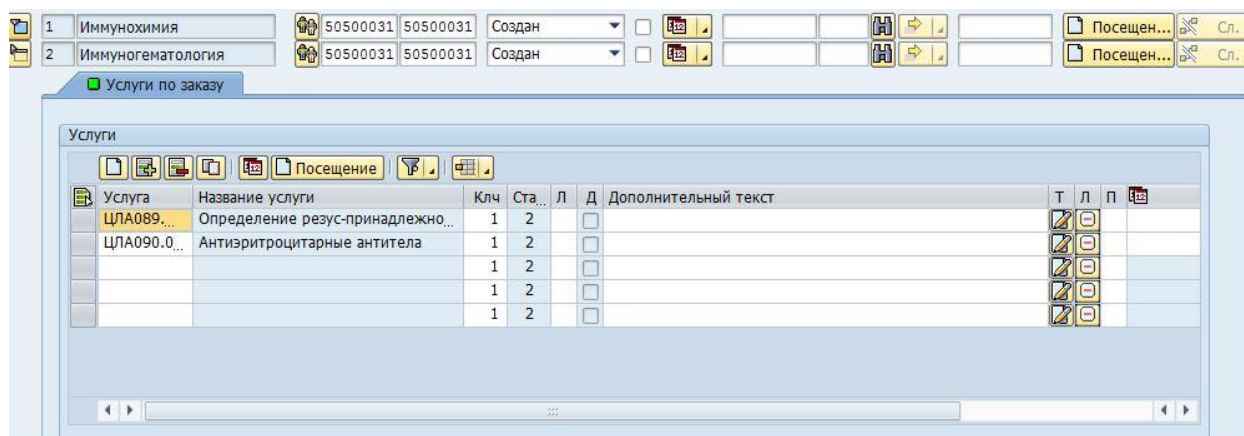 1 Иммунохимия 50500031 50500031 Создан Посещен... Сл.
2 Иммуногематология 50500031 50500031 Создан Посещен... Сл.
Услуги по заказу
Услуги
Посещение
Услуга Название услуги Клч Ста... Л Д Дополнительный текст Т Л П
ЦЛА089.... Определение резус-принадлежно... 1 2
ЦЛА090.0... Антиэритроцитарные антитела 1 2
1 2
1 2
1 2